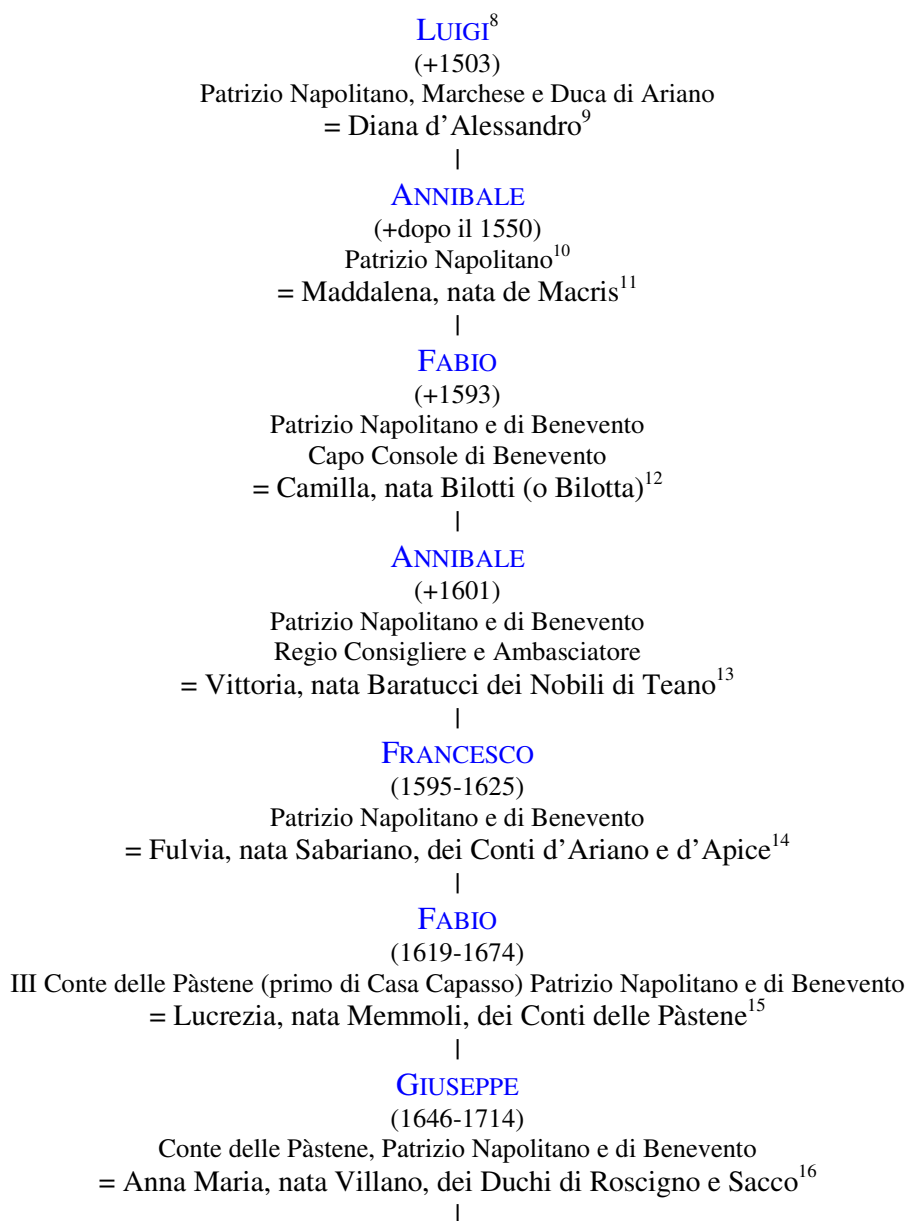 LUIGI⁸
(+1503)
Patrizio Napolitano, Marchese e Duca di Ariano
= Diana d’Alessandro⁹
|
ANNIBALE
(+dopo il 1550)
Patrizio Napolitano¹⁰
= Maddalena, nata de Macris¹¹
|
FABIO
(+1593)
Patrizio Napolitano e di Benevento
Capo Console di Benevento
= Camilla, nata Bilotti (o Bilotta)¹²
|
ANNIBALE
(+1601)
Patrizio Napolitano e di Benevento
Regio Consigliere e Ambasciatore
= Vittoria, nata Baratucci dei Nobili di Teano¹³
|
FRANCESCO
(1595-1625)
Patrizio Napolitano e di Benevento
= Fulvia, nata Sabariano, dei Conti d’Ariano e d’Apice¹⁴
|
FABIO
(1619-1674)
III Conte delle Pàstene (primo di Casa Capasso) Patrizio Napolitano e di Benevento
= Lucrezia, nata Memmoli, dei Conti delle Pàstene¹⁵
|
GIUSEPPE
(1646-1714)
Conte delle Pàstene, Patrizio Napolitano e di Benevento
= Anna Maria, nata Villano, dei Duchi di Roscigno e Sacco¹⁶
|